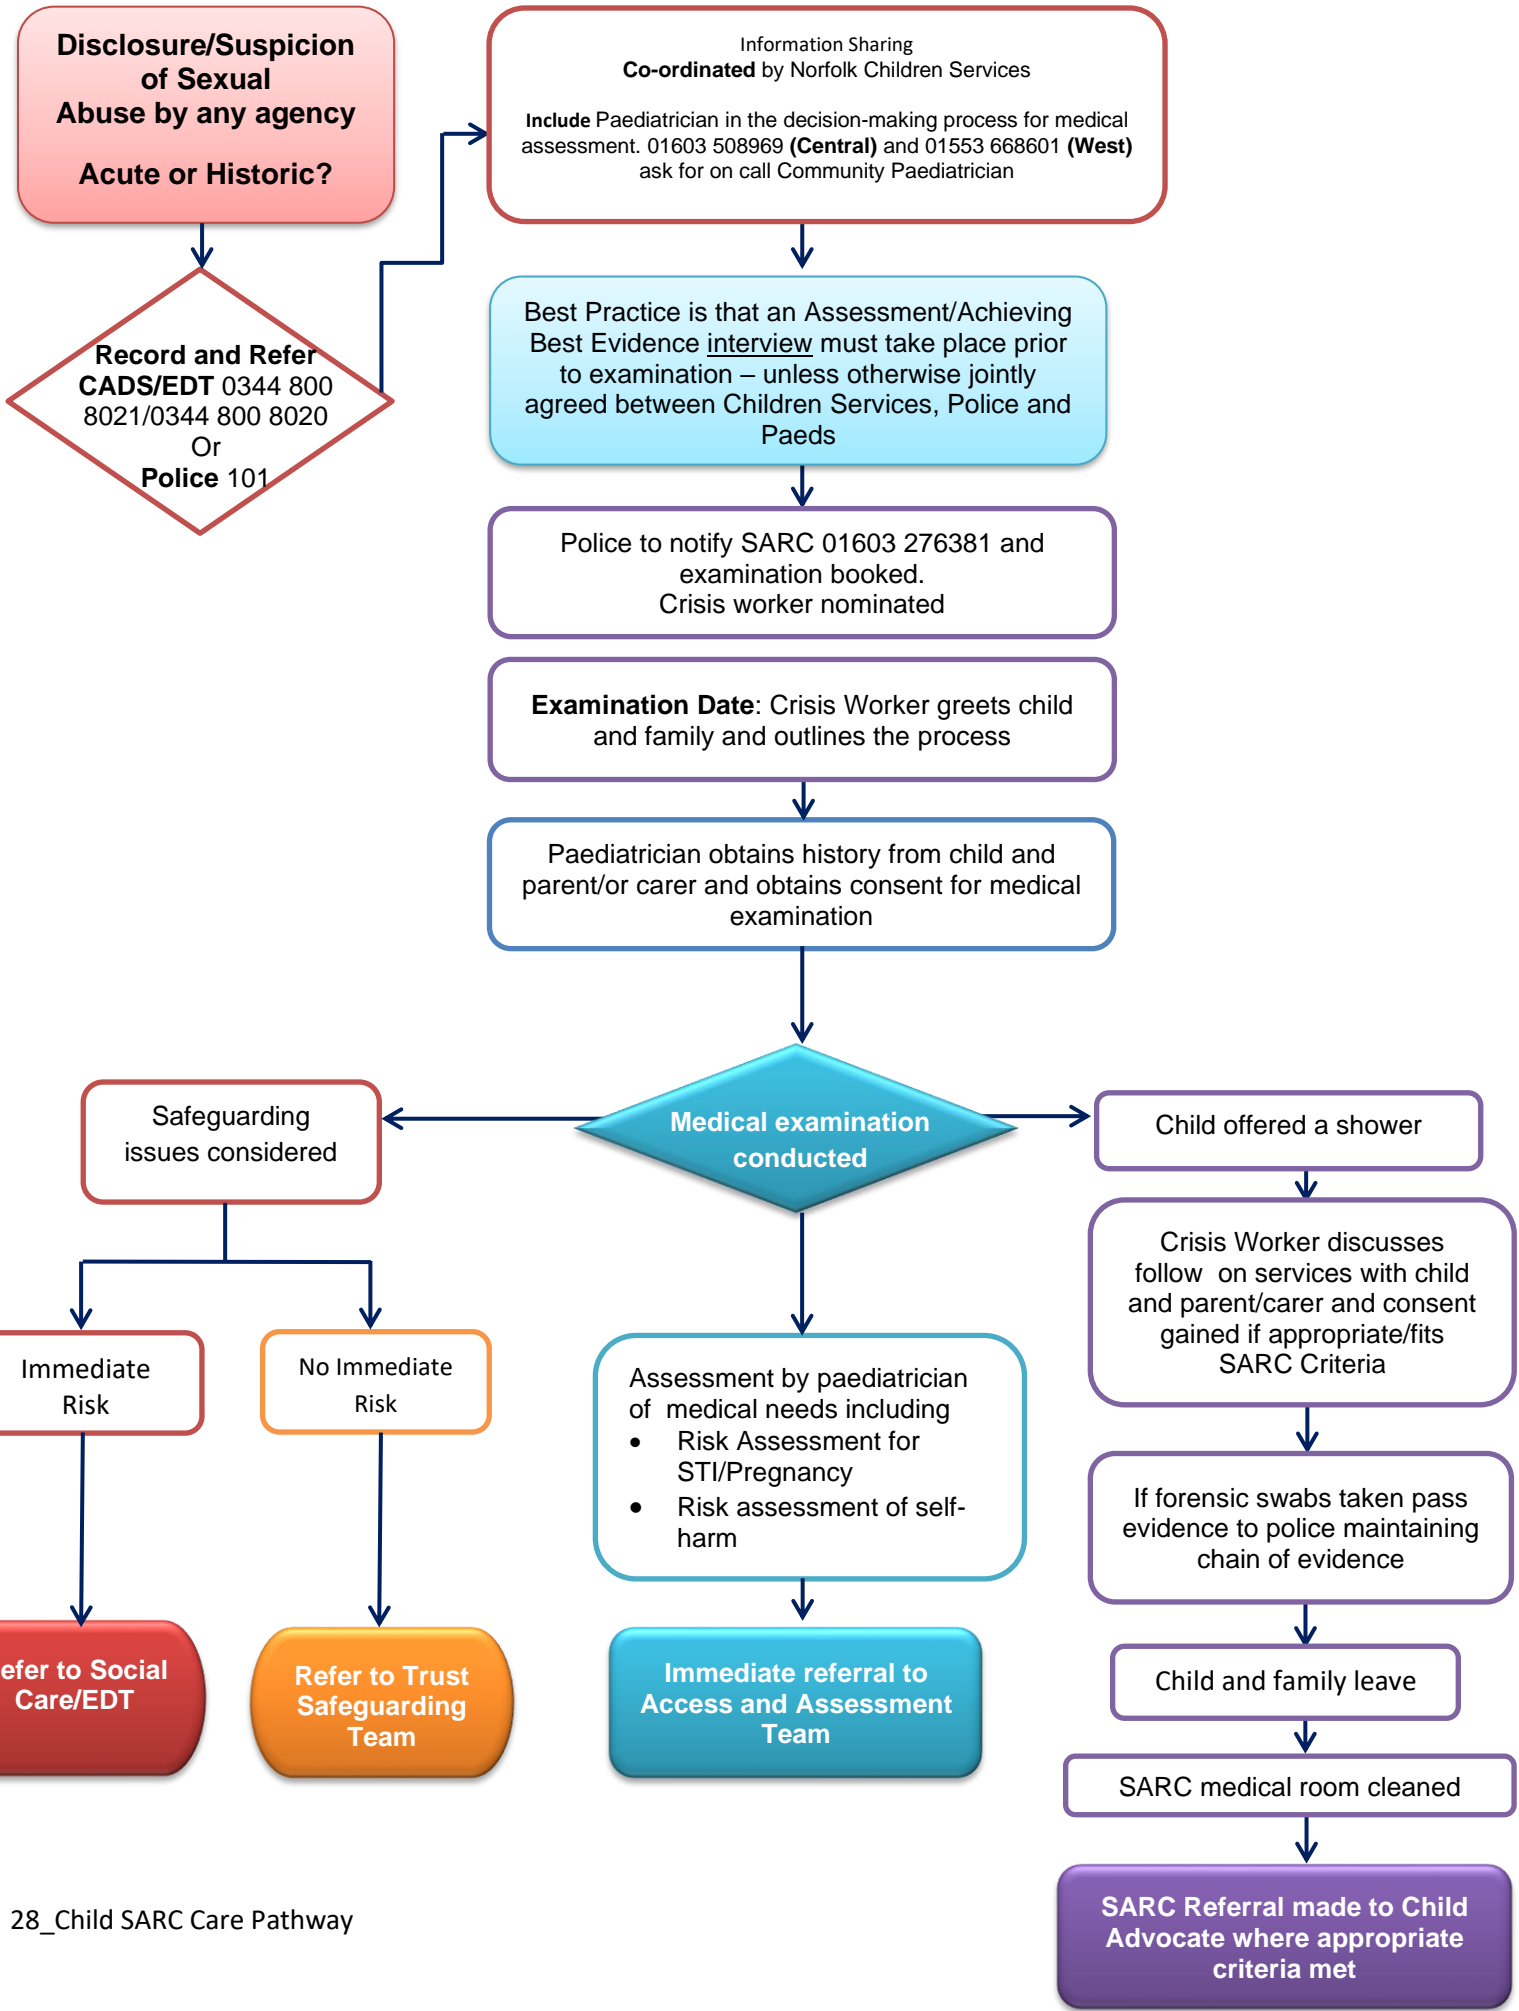 Disclosure/Suspicion
of Sexual
Abuse by any agency
Acute or Historic?
Information Sharing
Co-ordinated by Norfolk Children Services
Include Paediatrician in the decision-making process for medical
assessment. 01603 508969 (Central) and 01553 668601 (West)
ask for on call Community Paediatrician
Record and Refer
CADS/EDT 0344 800
8021/0344 800 8020
Or
Police 101
Best Practice is that an Assessment/Achieving
Best Evidence interview must take place prior
to examination – unless otherwise jointly
agreed between Children Services, Police and
Paeds
Police to notify SARC 01603 276381 and
examination booked.
Crisis worker nominated
Examination Date: Crisis Worker greets child
and family and outlines the process
Paediatrician obtains history from child and
parent/or carer and obtains consent for medical
examination
Medical examination
conducted
Safeguarding
issues considered
Immediate
Risk
No Immediate
Risk
efer to Social
Care/EDT
Refer to Trust
Safeguarding
Team
Assessment by paediatrician
of medical needs including
• Risk Assessment for
STI/Pregnancy
• Risk assessment of self-
harm
Immediate referral to
Access and Assessment
Team
Child offered a shower
Crisis Worker discusses
follow on services with child
and parent/carer and consent
gained if appropriate/fits
SARC Criteria
If forensic swabs taken pass
evidence to police maintaining
chain of evidence
Child and family leave
SARC medical room cleaned
SARC Referral made to Child
Advocate where appropriate
criteria met
28_Child SARC Care Pathway